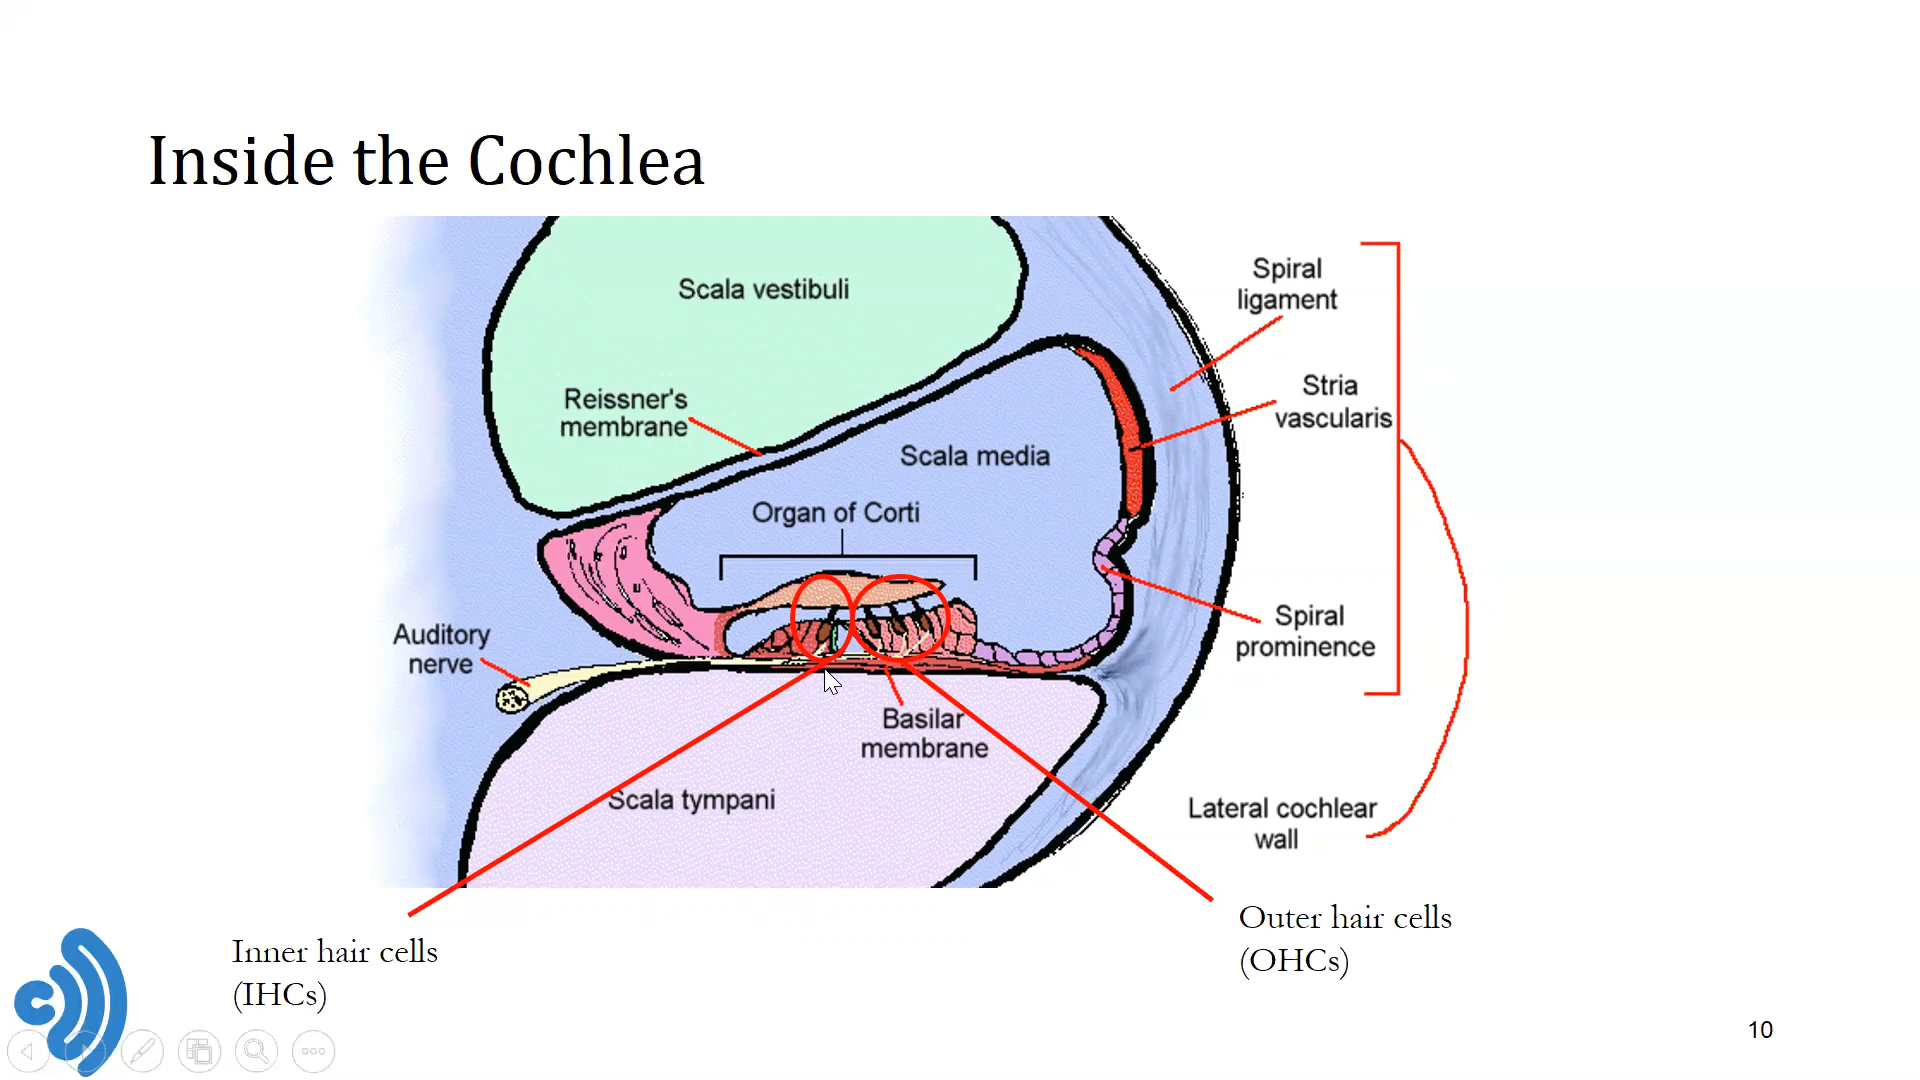 Inside the Cochlea
Scala vestibuli
Spiral
ligament
Reissner's
membrane
Stria
vascularis
Scala media
Organ of Corti
Auditory
nerve
Spiral
prominence
Basilar
membrane
Scala tympani
Lateral cochlear
wall
Inner hair cells
(IHCs)
Outer hair cells
(OHCs)
10